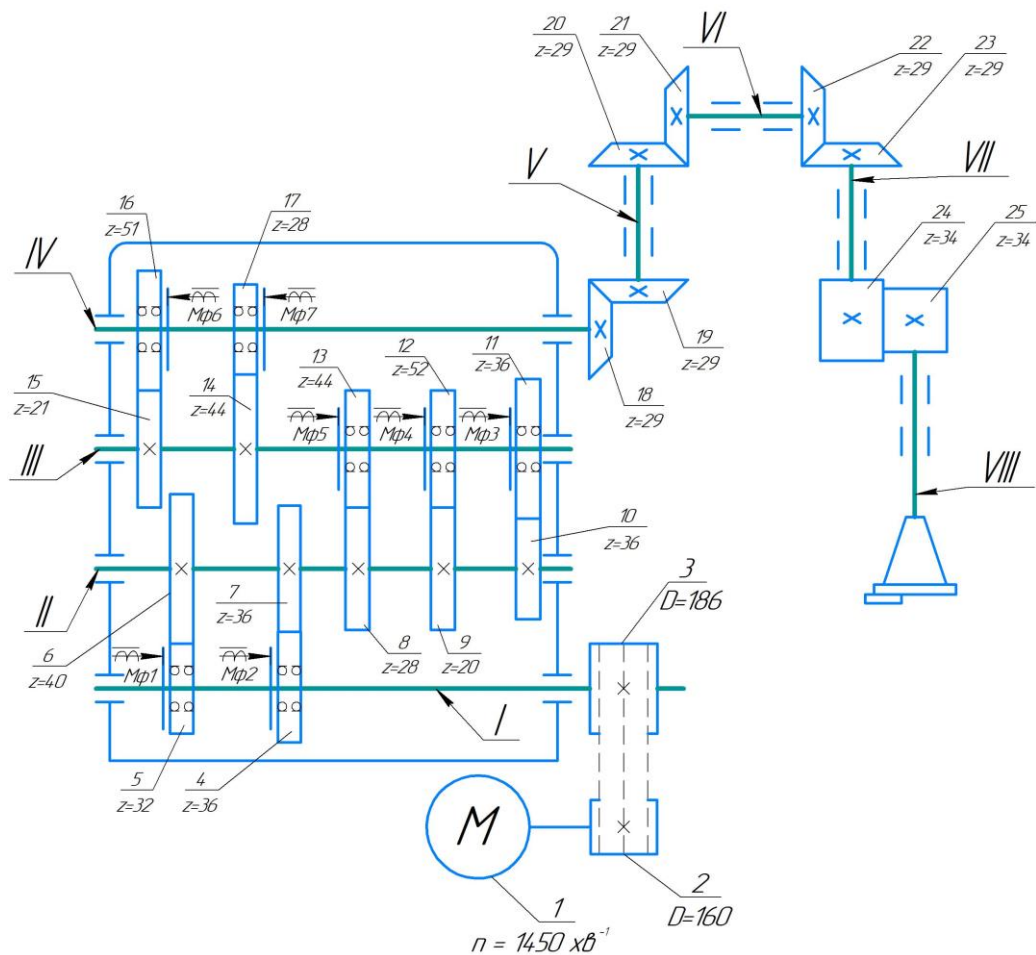 20
z=29
21
z=29
VI
22
z=29
23
z=29
V
VII
16
z=51
17
z=28
24
z=34
25
z=34
IV
Мф6
Мф7
19
z=29
18
z=29
15
z=21
14
z=44
13
z=44
12
z=52
11
z=36
Мф5
Мф4
Мф3
III
VIII
10
z=36
II
7
z=36
3
D=186
6
z=40
Мф1
Мф2
8
z=28
9
z=20
I
5
z=32
4
z=36
М
1
n = 1450 хв⁻¹
2
D=160